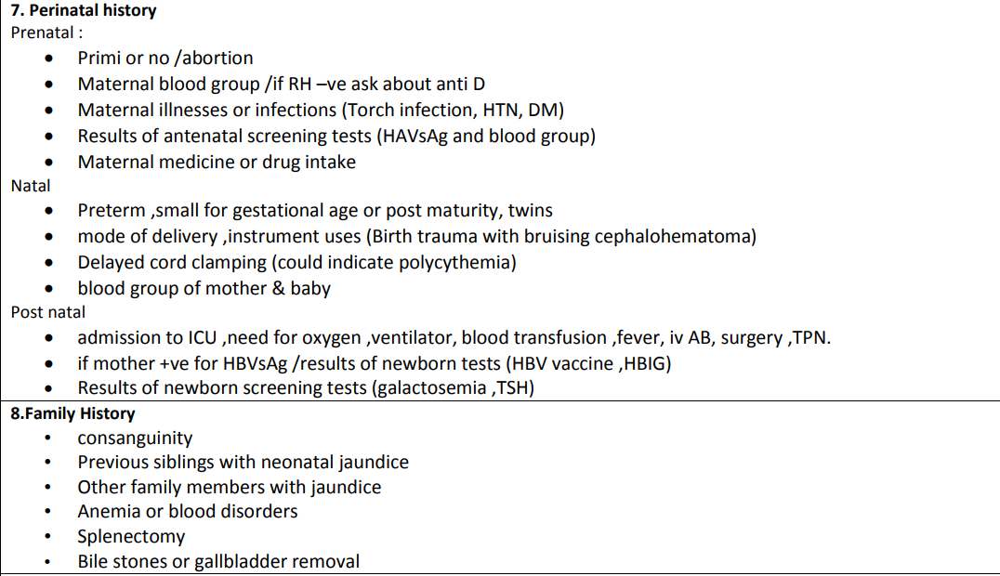 7. Perinatal history
Prenatal :
• Primi or no /abortion
• Maternal blood group /if RH –ve ask about anti D
• Maternal illnesses or infections (Torch infection, HTN, DM)
• Results of antenatal screening tests (HAVsAg and blood group)
• Maternal medicine or drug intake
Natal
• Preterm ,small for gestational age or post maturity, twins
• mode of delivery ,instrument uses (Birth trauma with bruising cephalohematoma)
• Delayed cord clamping (could indicate polycythemia)
• blood group of mother & baby
Post natal
• admission to ICU ,need for oxygen ,ventilator, blood transfusion ,fever, iv AB, surgery ,TPN.
• if mother +ve for HBVsAg /results of newborn tests (HBV vaccine ,HBIG)
• Results of newborn screening tests (galactosemia ,TSH)
8.Family History
• consanguinity
• Previous siblings with neonatal jaundice
• Other family members with jaundice
• Anemia or blood disorders
• Splenectomy
• Bile stones or gallbladder removal